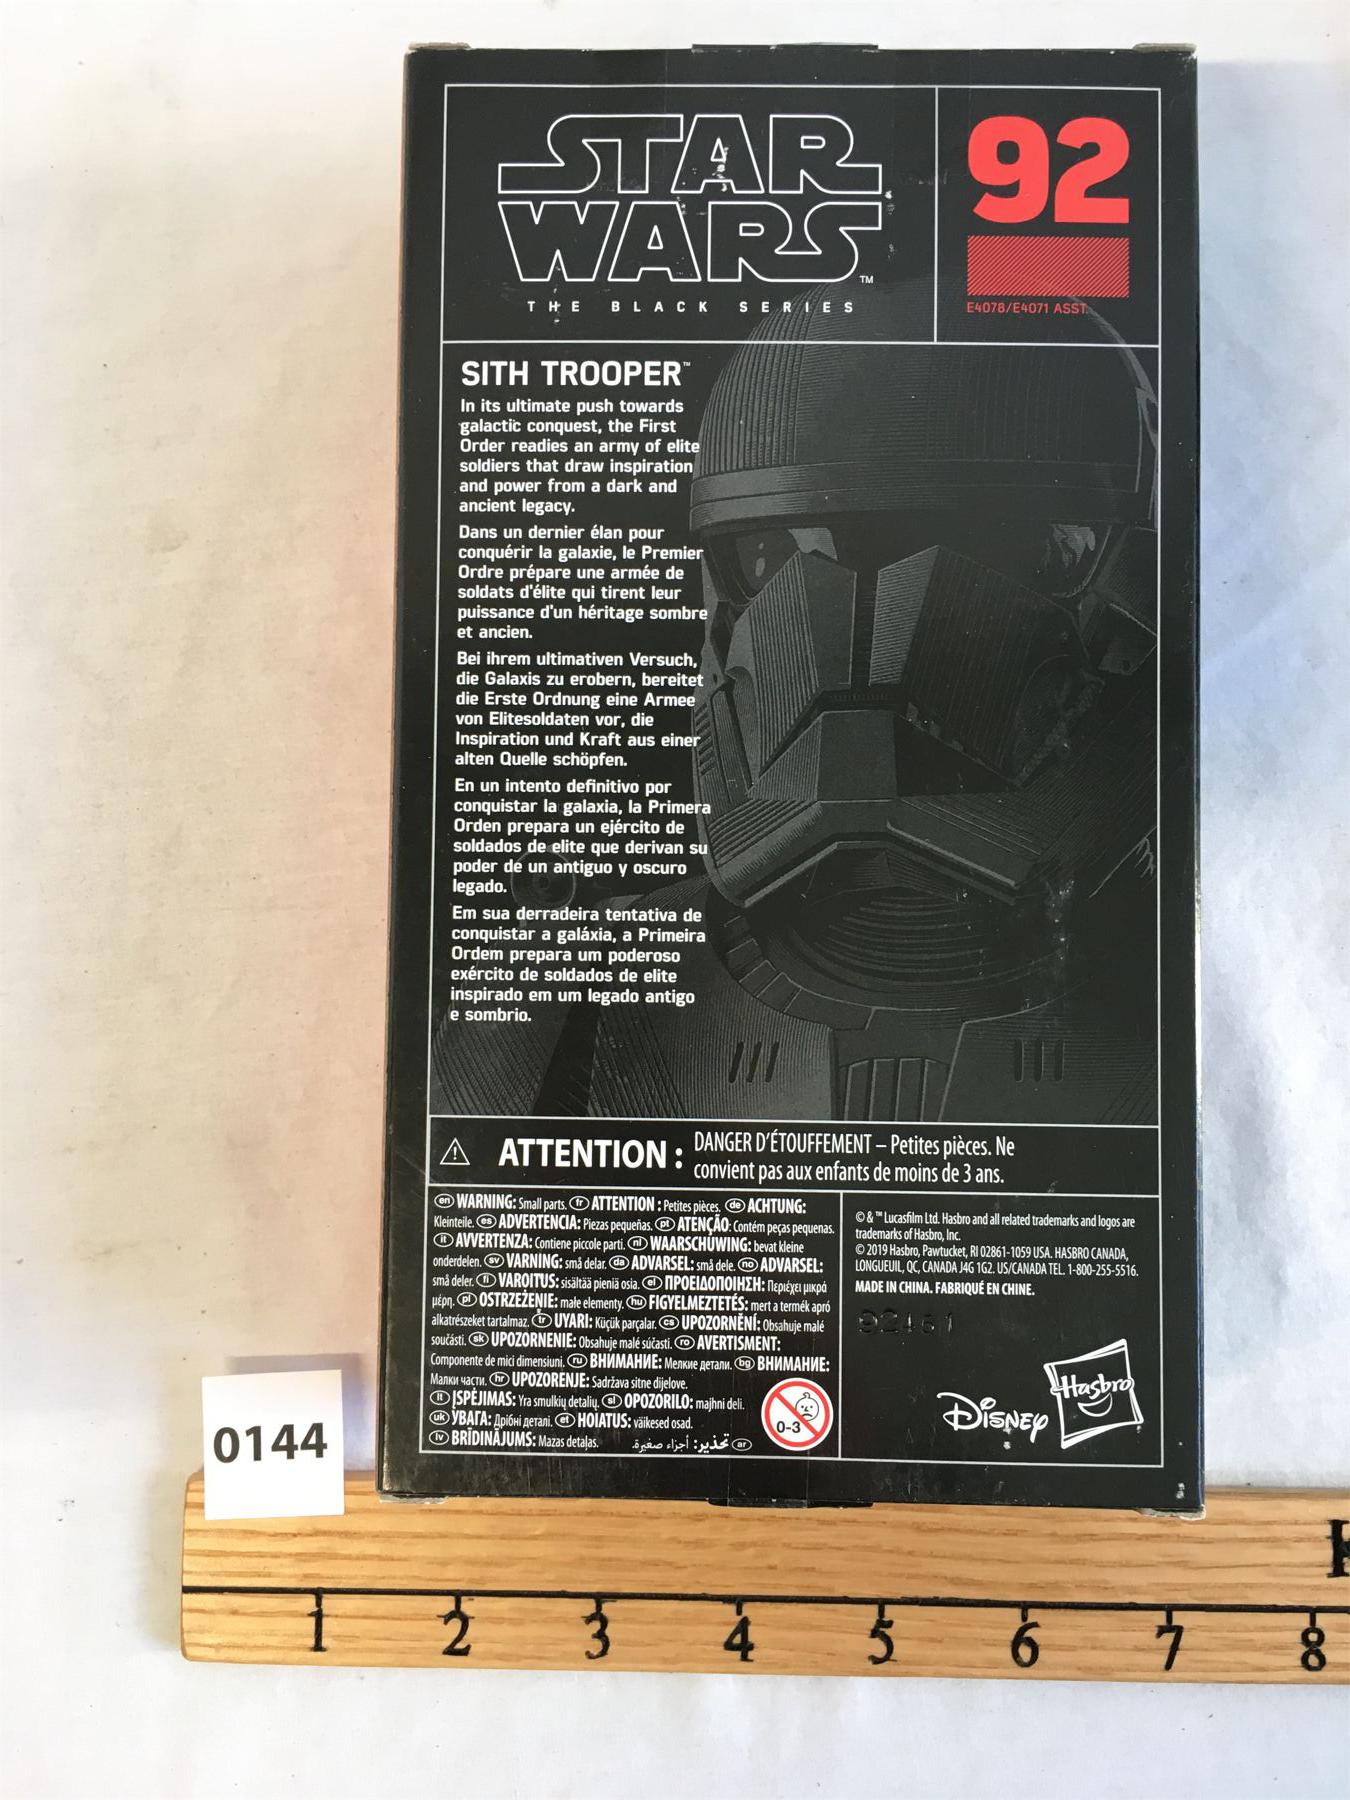 STAR
WARS™
THE BLACK SERIES
92
E4078/E4071 ASST.
SITH TROOPER™
In its ultimate push towards
galactic conquest, the First
Order readies an army of elite
soldiers that draw inspiration
and power from a dark and
ancient legacy.
Dans un dernier élan pour
conquérir la galaxie, le Premier
Ordre prépare une armée de
soldats d'élite qui tirent leur
puissance d'un héritage sombre
et ancien.
Bei ihrem ultimativen Versuch,
die Galaxis zu erobern, bereitet
die Erste Ordnung eine Armee
von Elitesoldaten vor, die
Inspiration und Kraft aus einer
alten Quelle schöpfen.
En un intento definitivo por
conquistar la galaxia, la Primera
Orden prepara un ejército de
soldados de elite que derivan su
poder de un antiguo y oscuro
legado.
Em sua derradeira tentativa de
conquistar a galáxia, a Primeira
Ordem prepara um poderoso
exército de soldados de elite
inspirado em um legado antigo
e sombrio.
ATTENTION : DANGER D'ÉTOUFFEMENT – Petites pièces. Ne
convient pas aux enfants de moins de 3 ans.
en WARNING: Small parts. fr ATTENTION : Petites pièces. de ACHTUNG:
Kleinteile. es ADVERTENCIA: Piezas pequeñas. pt ATENÇÃO: Contém peças pequenas.
it AVVERTENZA: Contiene piccole parti. nl WAARSCHUWING: bevat kleine
onderdelen. sv VARNING: små delar. da ADVARSEL: små dele. no ADVARSEL:
små deler. fi VAROITUS: sisältää pieniä osia. el ΠΡΟΕΙΔΟΠΟΙΗΣΗ: Περιέχει μικρά
μέρη. pl OSTRZEŻENIE: małe elementy. hu FIGYELMEZTETÉS: mert a termék apró
alkatrészeket tartalmaz. tr UYARI: Küçük parçalar. cs UPOZORNĚNÍ: Obsahuje malé
součásti. sk UPOZORNENIE: Obsahuje malé súčasti. ro AVERTISMENT:
Componente de mici dimensiuni. ru ВНИМАНИЕ: Мелкие детали. bg ВНИМАНИЕ:
Малки части. hr UPOZORENJE: Sadržava sitne dijelove.
lt ĮSPĖJIMAS: Yra smulkių detalių. sl OPOZORILO: majhni deli.
uk УВАГА: Дрібні деталі. et HOIATUS: väikesed osad.
lv BRĪDINĀJUMS: Mazas detaļas. ar تحذير: أجزاء صغيرة.
0-3
© & ™ Lucasfilm Ltd. Hasbro and all related trademarks and logos are
trademarks of Hasbro, Inc.
© 2019 Hasbro, Pawtucket, RI 02861-1059 USA. HASBRO CANADA,
LONGUEUIL, QC, CANADA J4G 1G2. US/CANADA TEL. 1-800-255-5516.
MADE IN CHINA. FABRIQUÉ EN CHINE.
92461
Disney
Hasbro
0144
1 2 3 4 5 6 7 8